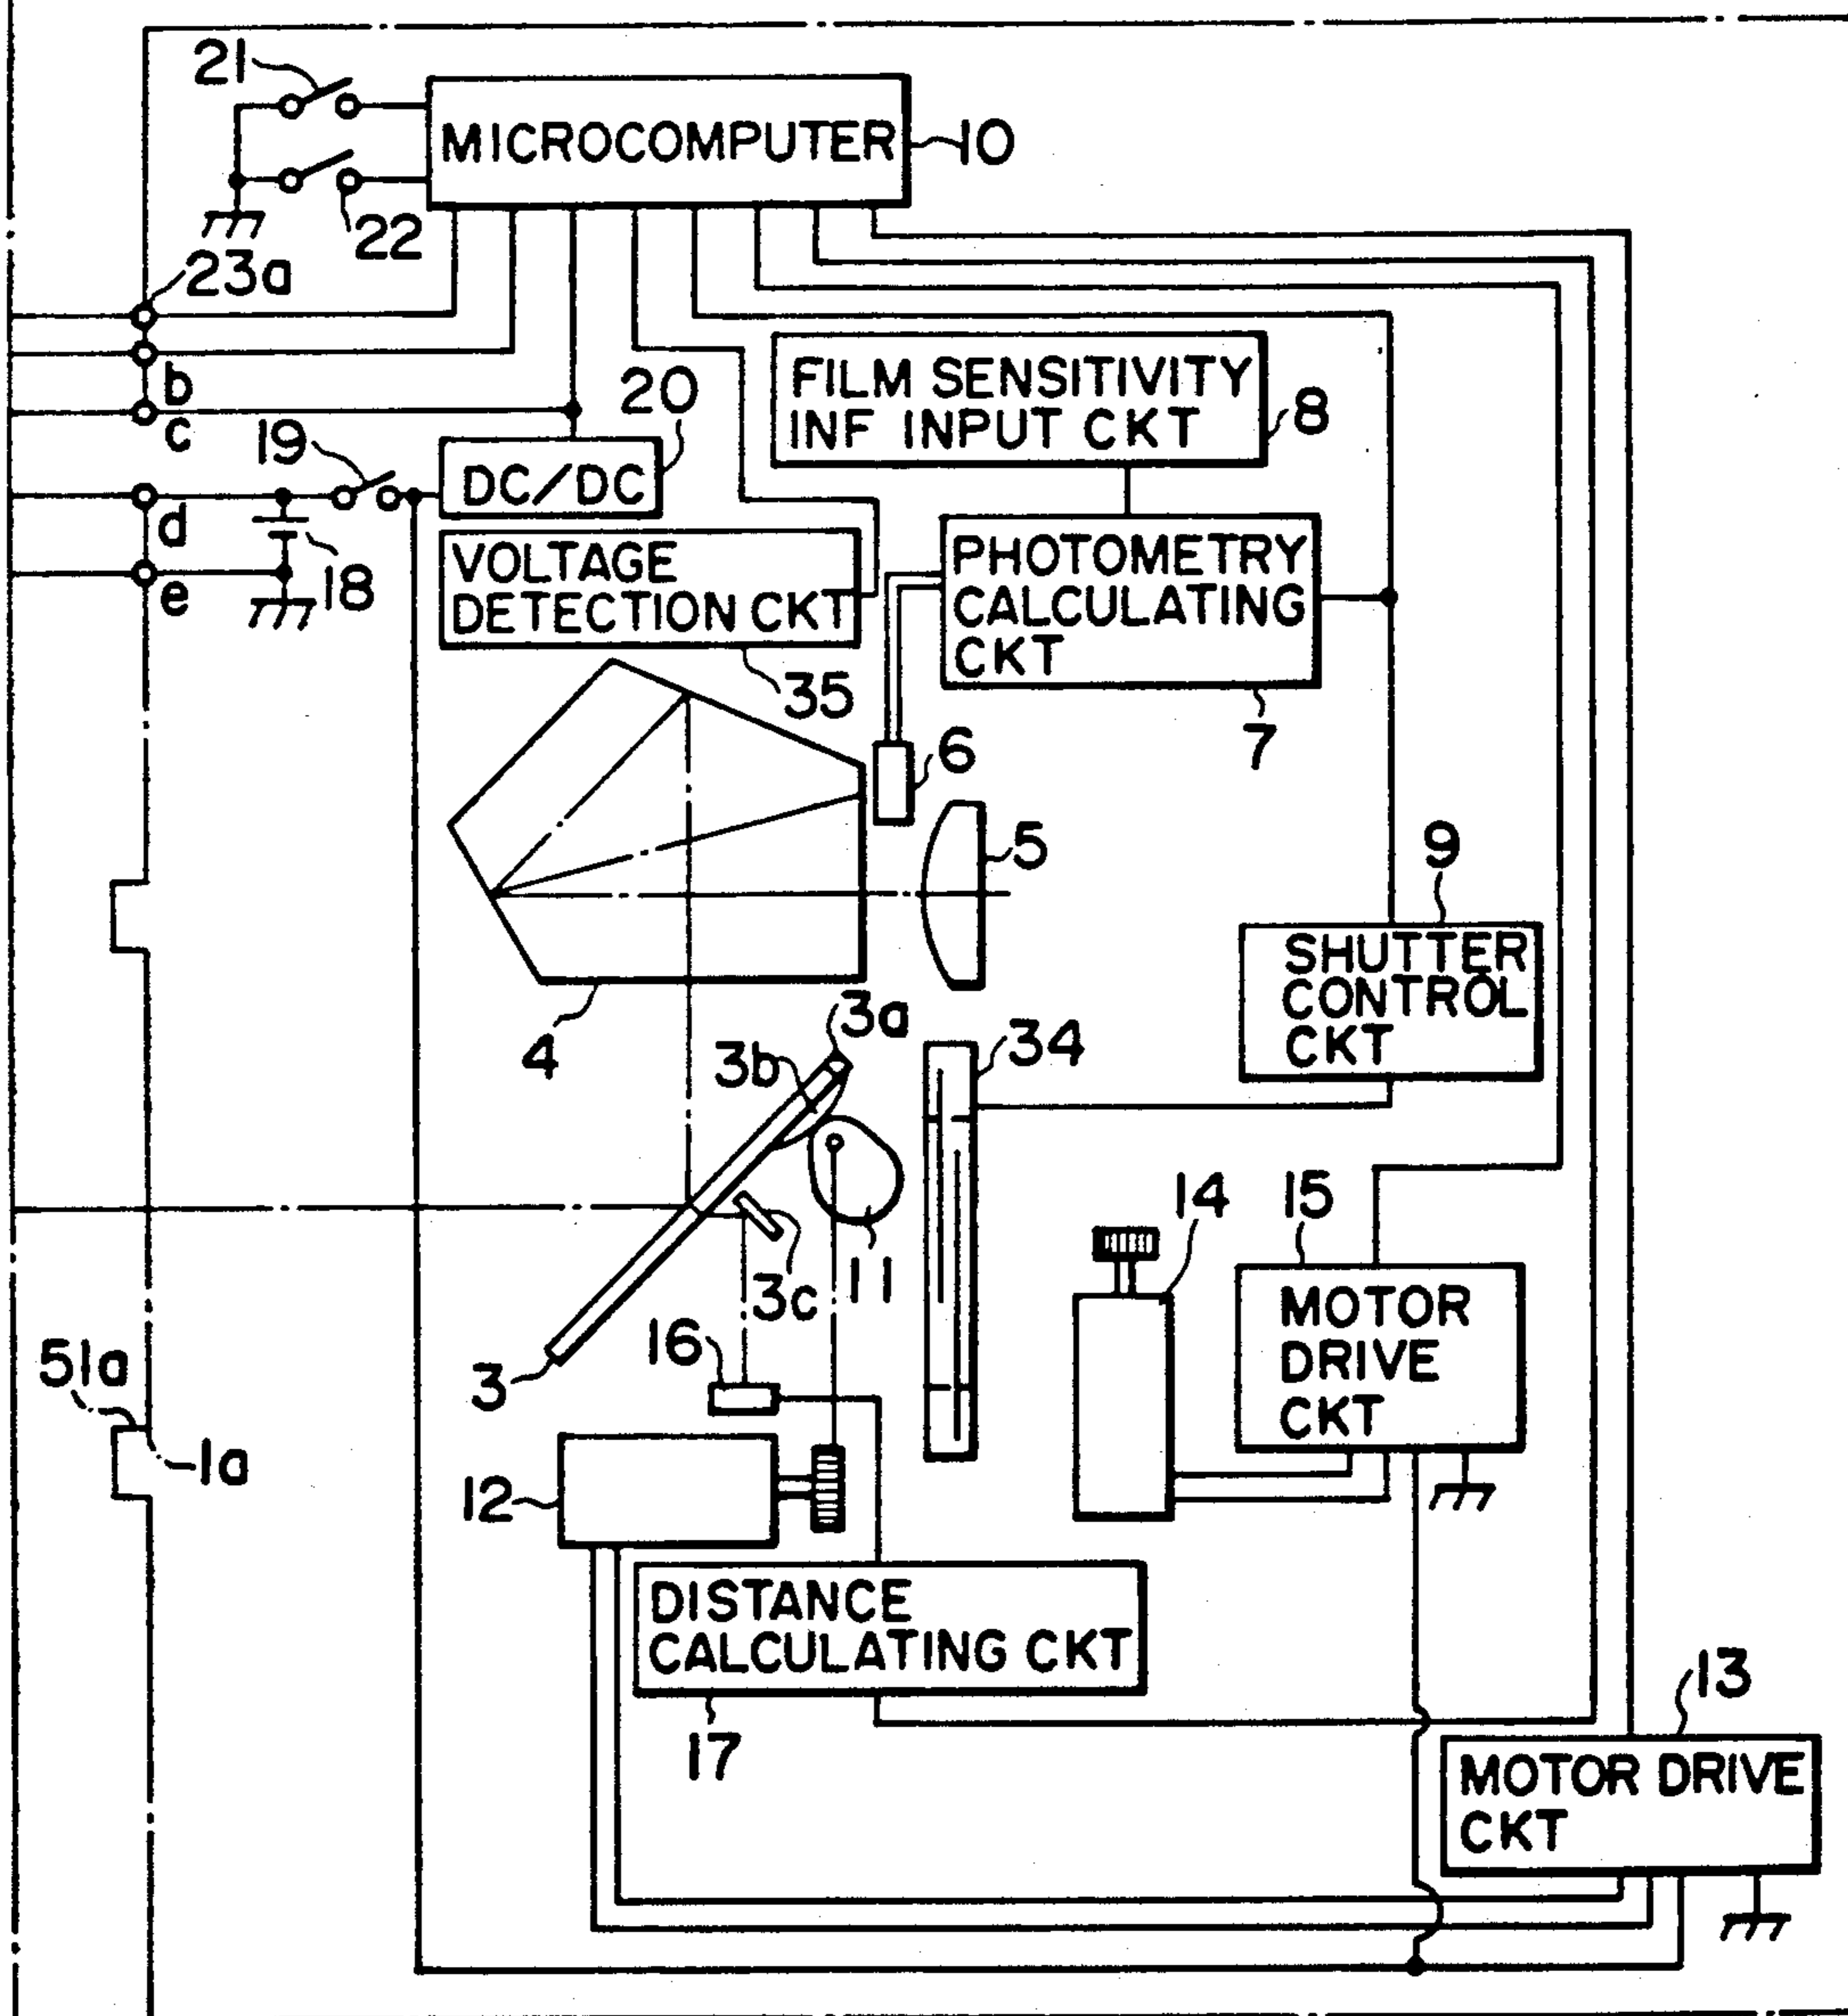 21
MICROCOMPUTER
10
22
23a
b
c
20
FILM SENSITIVITY
INF INPUT CKT
8
19
DC/DC
d
18
e
VOLTAGE
DETECTION CKT
35
PHOTOMETRY
CALCULATING
CKT
7
6
5
9
SHUTTER
CONTROL
CKT
4
3a
3b
34
14
15
11
3c
MOTOR
DRIVE
CKT
16
3
51a
1a
12
DISTANCE
CALCULATING CKT
17
13
MOTOR DRIVE
CKT